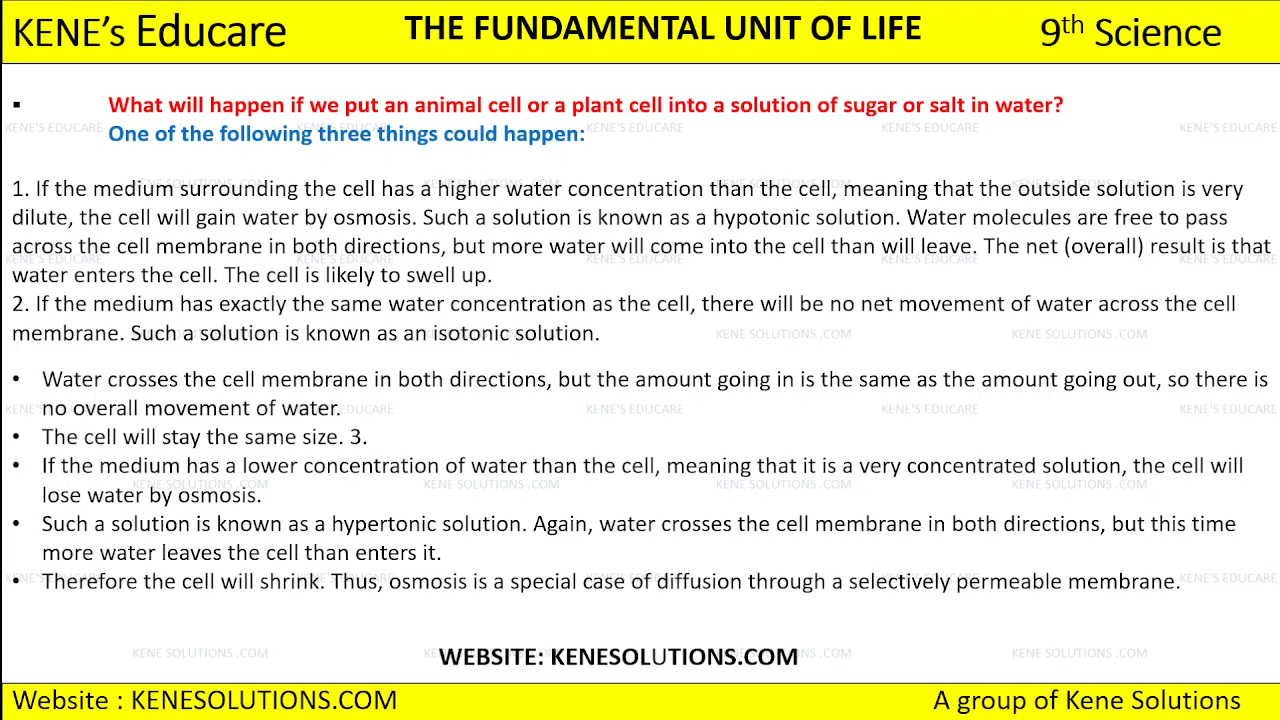 KENE's Educare
THE FUNDAMENTAL UNIT OF LIFE
9th Science
▪ What will happen if we put an animal cell or a plant cell into a solution of sugar or salt in water?
One of the following three things could happen:
1. If the medium surrounding the cell has a higher water concentration than the cell, meaning that the outside solution is very
dilute, the cell will gain water by osmosis. Such a solution is known as a hypotonic solution. Water molecules are free to pass
across the cell membrane in both directions, but more water will come into the cell than will leave. The net (overall) result is that
water enters the cell. The cell is likely to swell up.
2. If the medium has exactly the same water concentration as the cell, there will be no net movement of water across the cell
membrane. Such a solution is known as an isotonic solution.
• Water crosses the cell membrane in both directions, but the amount going in is the same as the amount going out, so there is
no overall movement of water.
• The cell will stay the same size. 3.
• If the medium has a lower concentration of water than the cell, meaning that it is a very concentrated solution, the cell will
lose water by osmosis.
• Such a solution is known as a hypertonic solution. Again, water crosses the cell membrane in both directions, but this time
more water leaves the cell than enters it.
• Therefore the cell will shrink. Thus, osmosis is a special case of diffusion through a selectively permeable membrane.
WEBSITE: KENESOLUTIONS.COM
Website : KENESOLUTIONS.COM
A group of Kene Solutions
KENE'S EDUCARE
KENE SOLUTIONS .COM